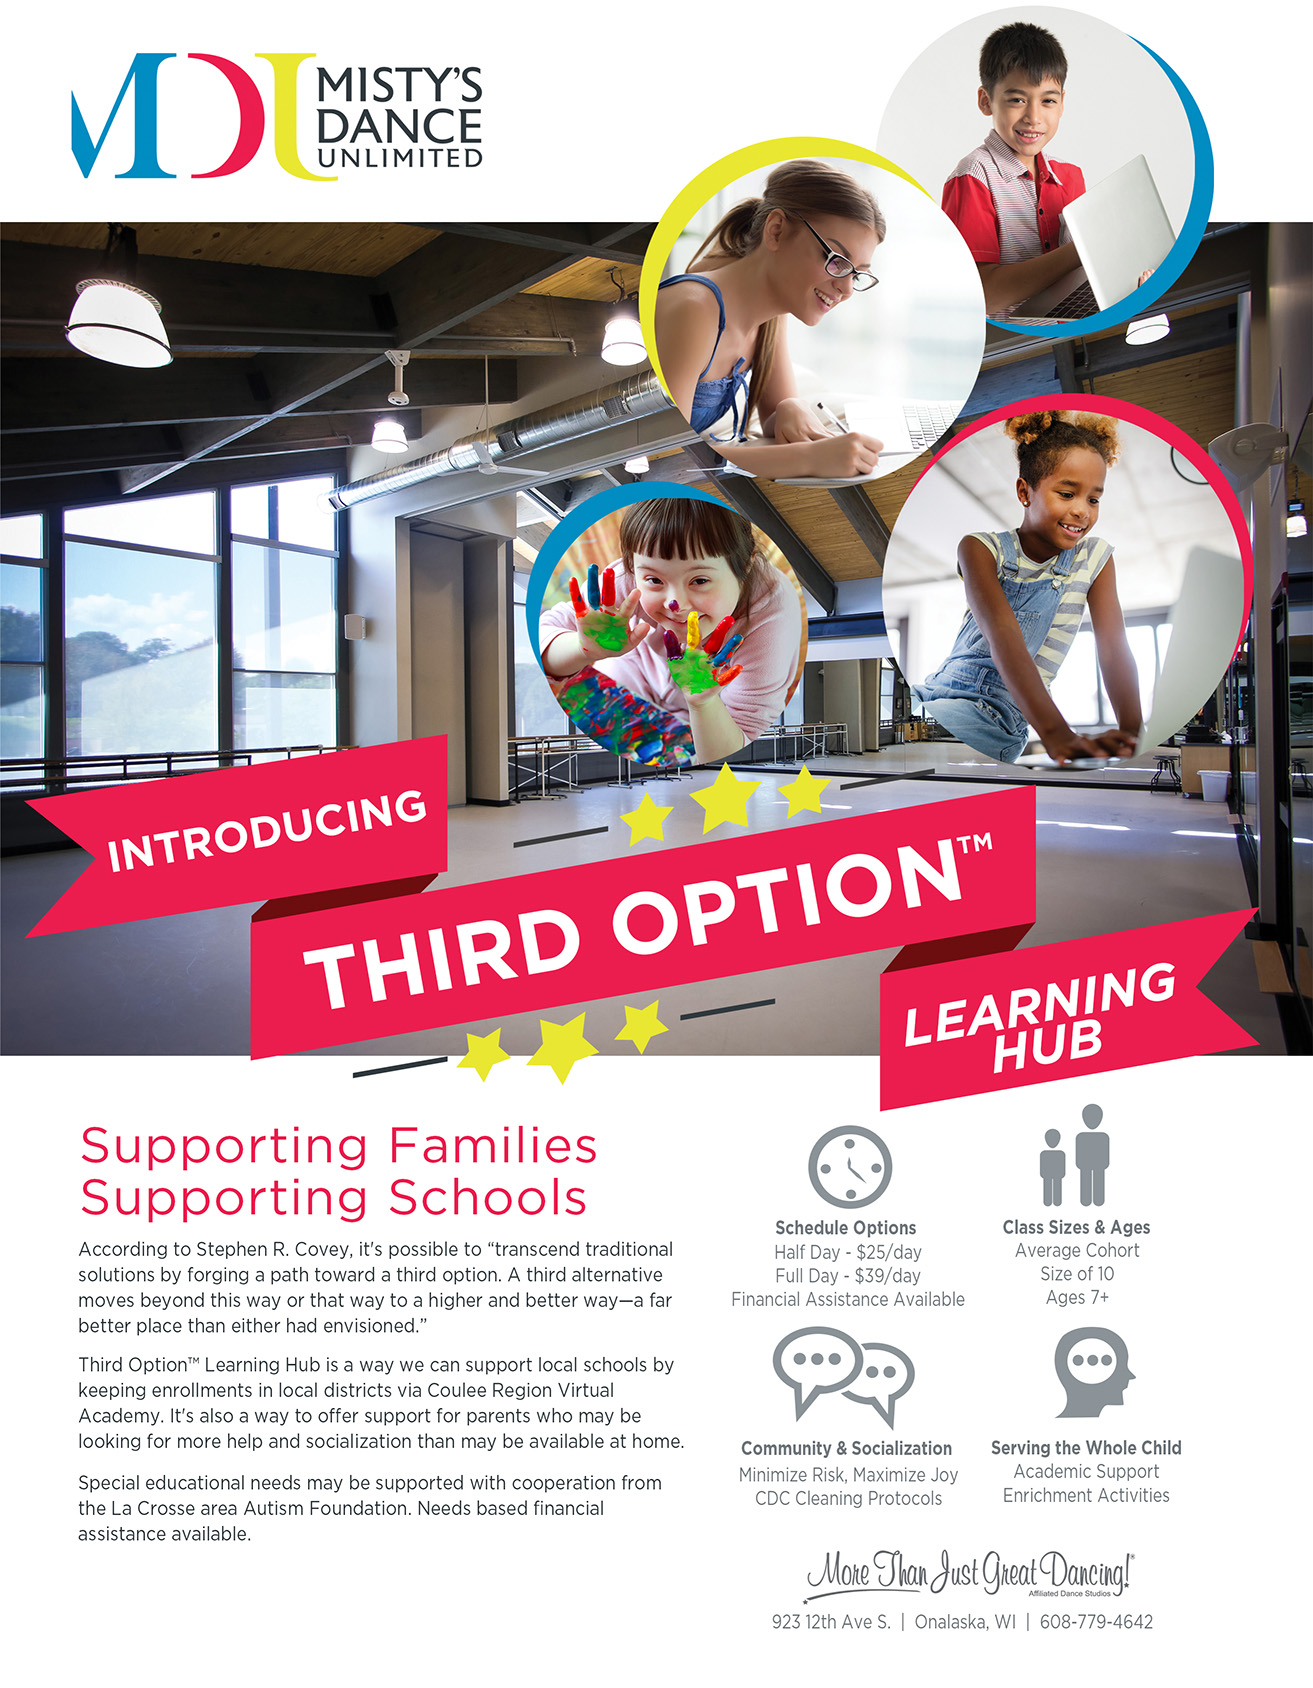 MDU
MISTY'S
DANCE
UNLIMITED
INTRODUCING
THIRD OPTION™
LEARNING
HUB
Supporting Families
Supporting Schools
According to Stephen R. Covey, it's possible to “transcend traditional
solutions by forging a path toward a third option. A third alternative
moves beyond this way or that way to a higher and better way—a far
better place than either had envisioned.”
Third Option™ Learning Hub is a way we can support local schools by
keeping enrollments in local districts via Coulee Region Virtual
Academy. It's also a way to offer support for parents who may be
looking for more help and socialization than may be available at home.
Special educational needs may be supported with cooperation from
the La Crosse area Autism Foundation. Needs based financial
assistance available.
Schedule Options
Half Day - $25/day
Full Day - $39/day
Financial Assistance Available
Class Sizes & Ages
Average Cohort
Size of 10
Ages 7+
Community & Socialization
Minimize Risk, Maximize Joy
CDC Cleaning Protocols
Serving the Whole Child
Academic Support
Enrichment Activities
More Than Just Great Dancing!®
Affiliated Dance Studios
923 12th Ave S. | Onalaska, WI | 608-779-4642